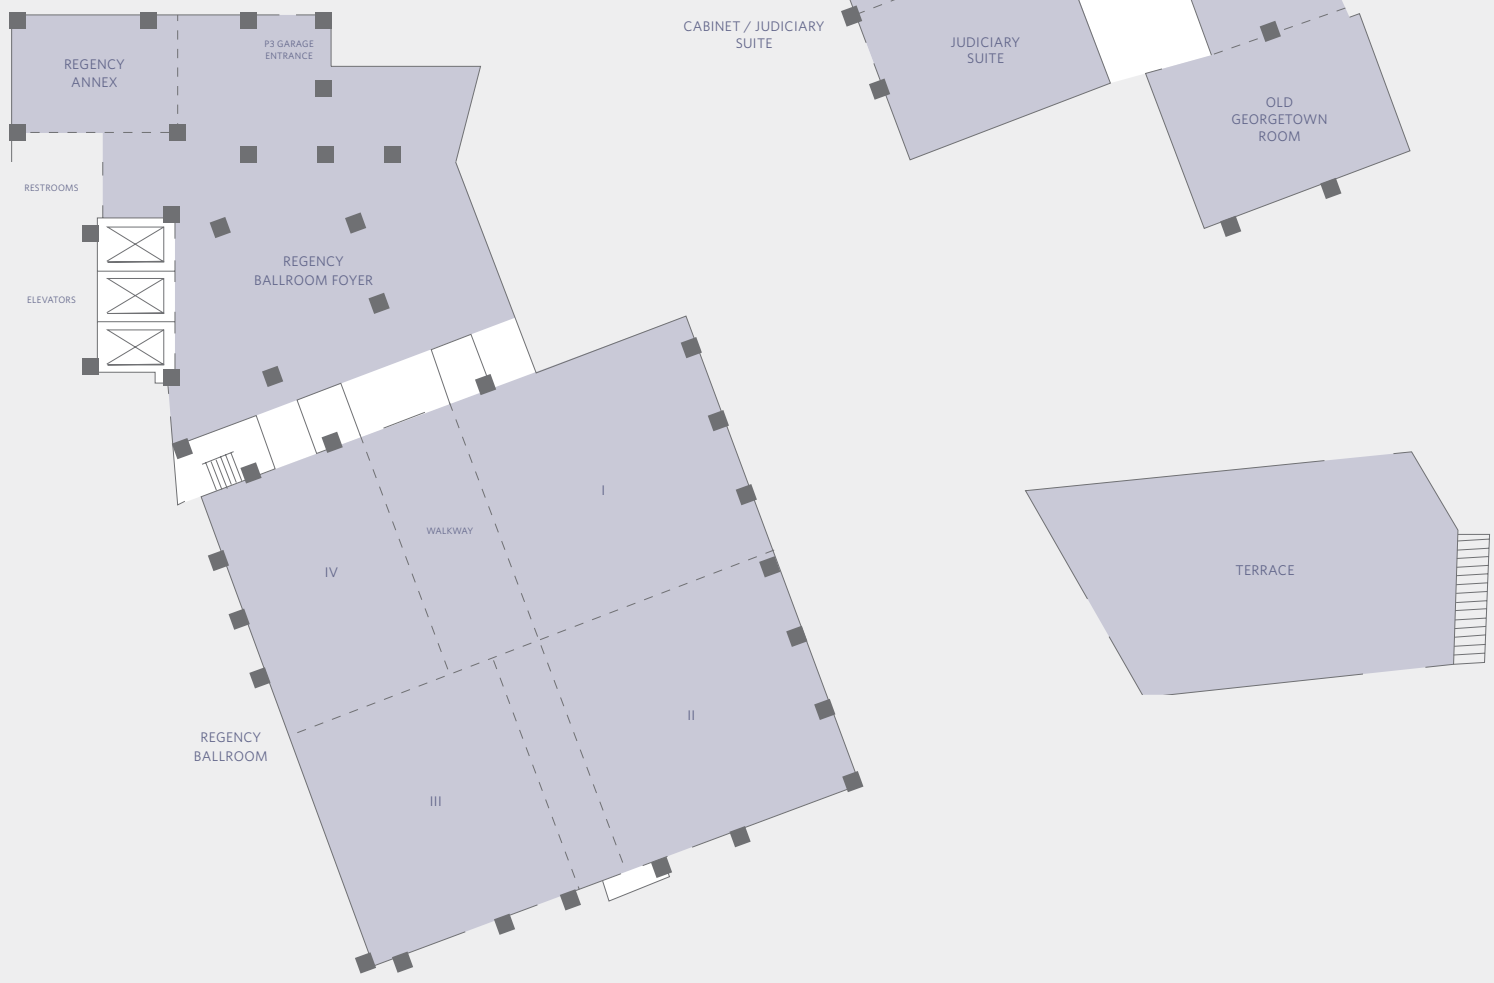 REGENCY
ANNEX
P3 GARAGE
ENTRANCE
CABINET / JUDICIARY
SUITE
JUDICIARY
SUITE
OLD
GEORGETOWN
ROOM
RESTROOMS
REGENCY
BALLROOM FOYER
ELEVATORS
I
WALKWAY
IV
TERRACE
II
REGENCY
BALLROOM
III